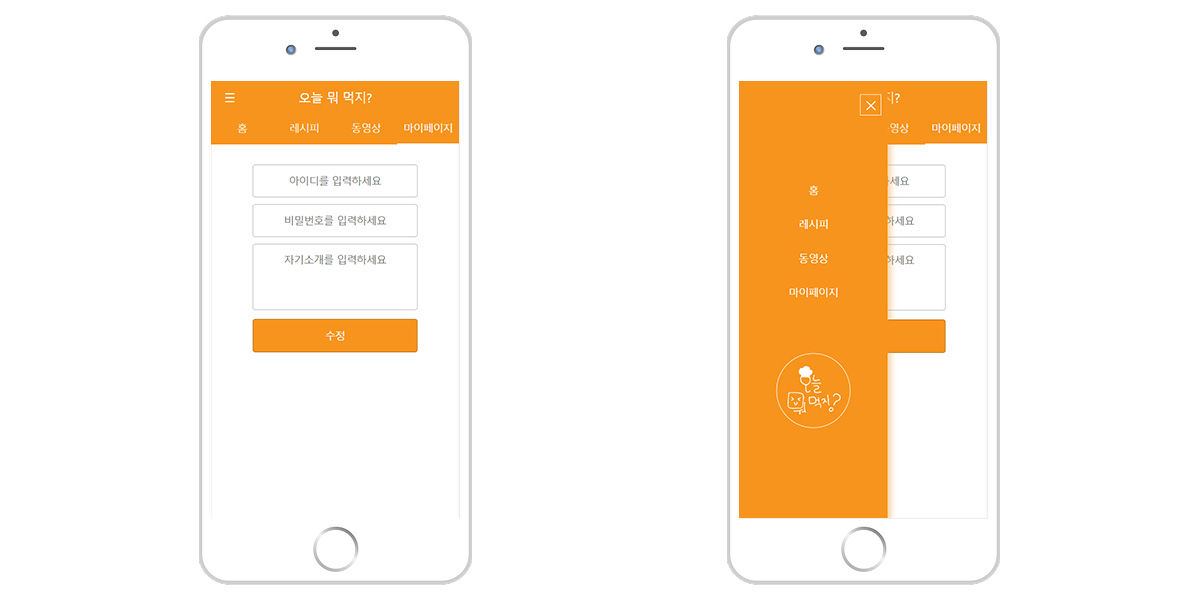 오늘 뭐 먹지?
홈 레시피 동영상 마이페이지
아이디를 입력하세요
비밀번호를 입력하세요
자기소개를 입력하세요
수정
지?
영상 마이페이지
세요
하세요
하세요
홈
레시피
동영상
마이페이지
오늘
뭐 먹지?